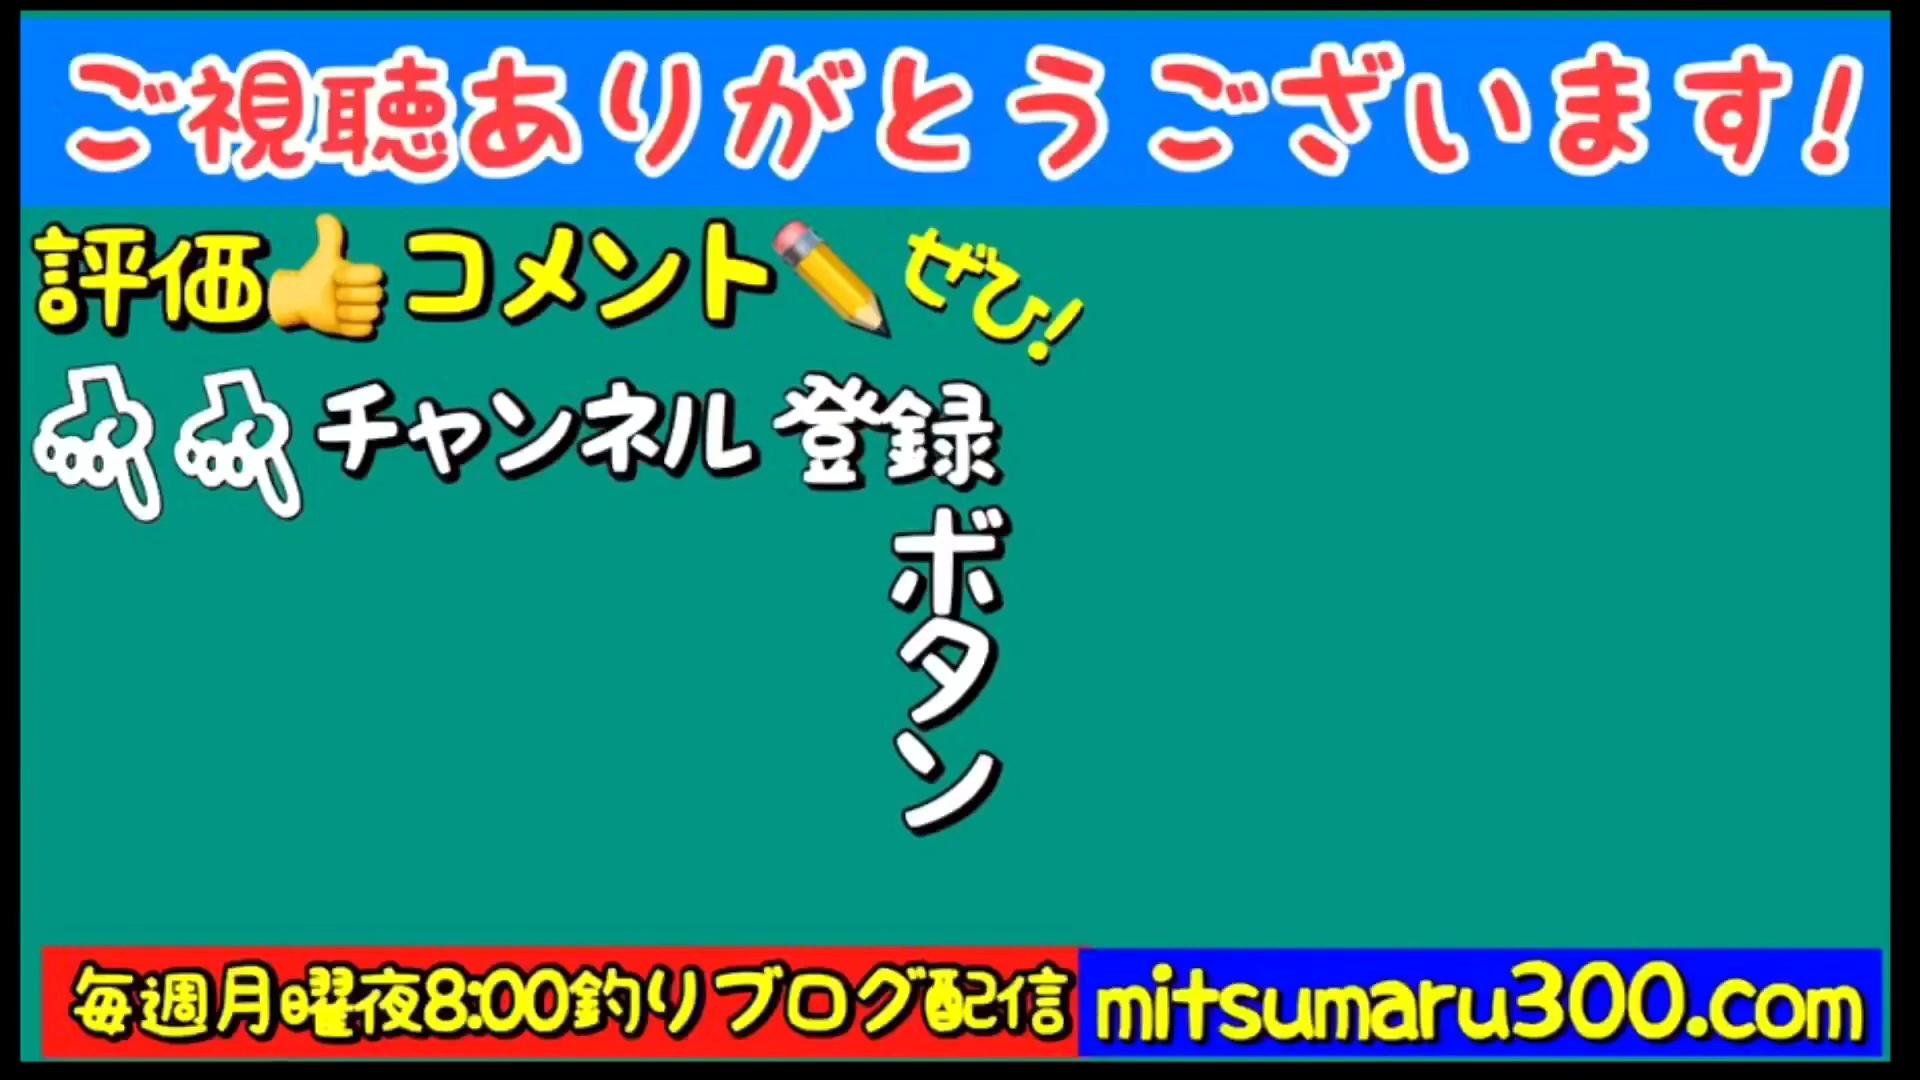 ご視聴ありがとうございます!
評価👍コメント✏ぜひ!
チャンネル登録
ボタン
毎週月曜夜8:00釣りブログ配信
mitsumaru300.com